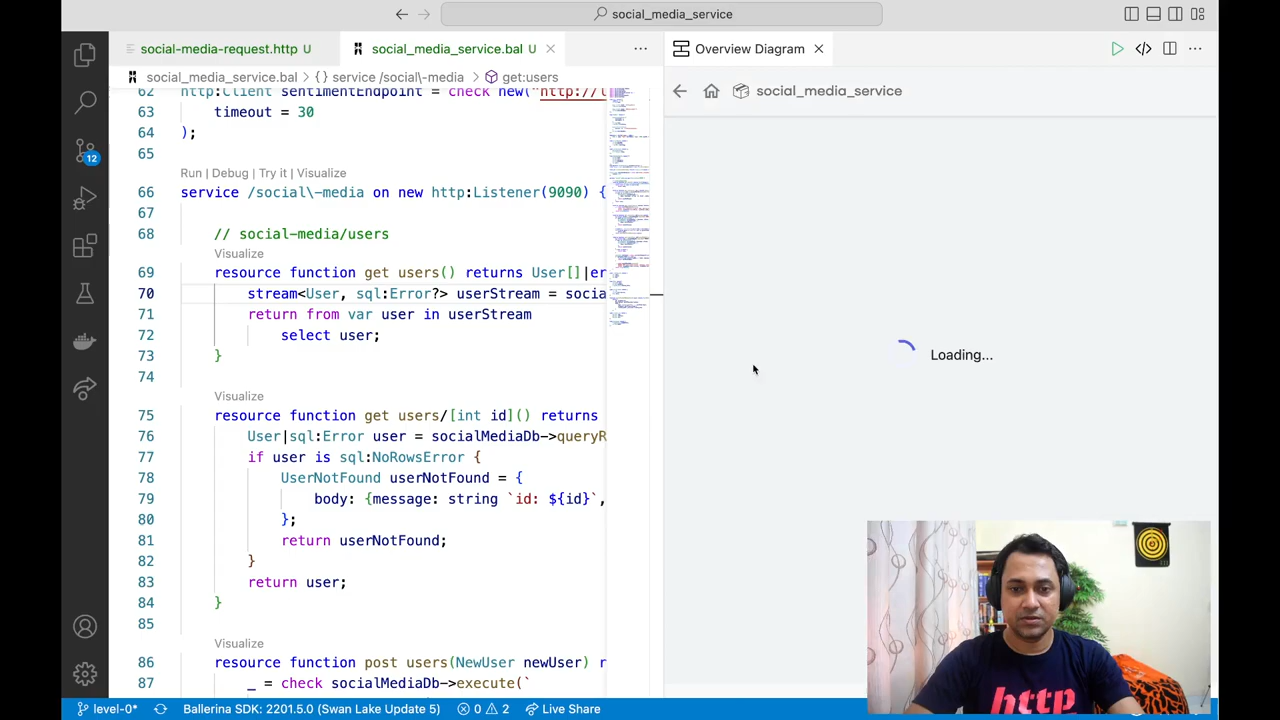 social_media_service
social-media-request.http U
social_media_service.bal U
Overview Diagram
social_media_service.bal > {} service /social\-media > get:users
social_media_service
62 http:Client sentimentEndpoint = check new("http://l
63 timeout = 30
64 );
65
Run | Debug | Try it | Visualize
66 service /social\-media on new http:Listener(9090) {
67
68 // social-media/users
Visualize
69 resource function get users() returns User[]|er
70 stream<User, sql:Error?> userStream = socia
71 return from var user in userStream
72 select user;
73 }
74
Visualize
75 resource function get users/[int id]() returns
76 User|sql:Error user = socialMediaDb->queryR
77 if user is sql:NoRowsError {
78 UserNotFound userNotFound = {
79 body: {message: string `id: ${id}`,
80 };
81 return userNotFound;
82 }
83 return user;
84 }
85
Visualize
86 resource function post users(NewUser newUser) r
87 _ = check socialMediaDb->execute(`
Loading...
12
http
level-0* Ballerina SDK: 2201.5.0 (Swan Lake Update 5) 0 2 Live Share